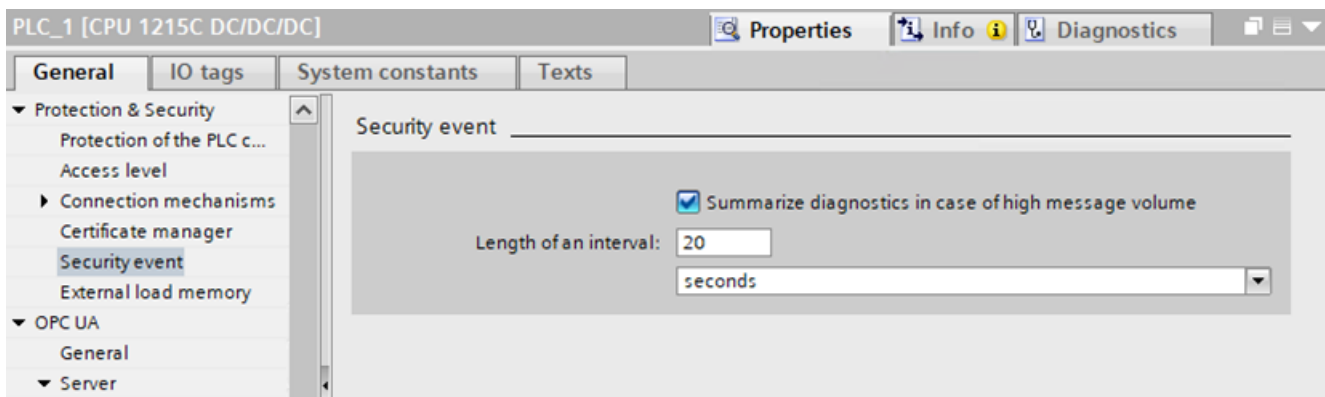 PLC_1 [CPU 1215C DC/DC/DC]
Properties
Info
Diagnostics
General
IO tags
System constants
Texts
Protection & Security
Protection of the PLC c...
Access level
Connection mechanisms
Certificate manager
Security event
External load memory
OPC UA
General
Server
Security event
Summarize diagnostics in case of high message volume
Length of an interval: 20
seconds